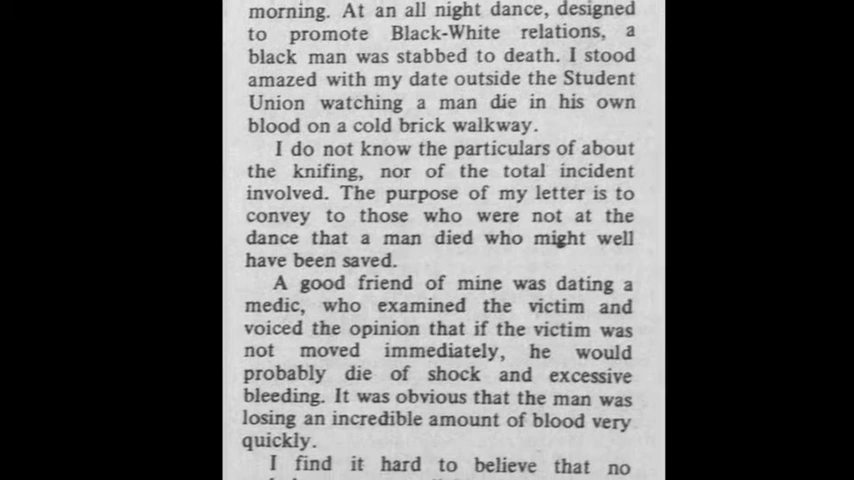 morning. At an all night dance, designed
to promote Black-White relations, a
black man was stabbed to death. I stood
amazed with my date outside the Student
Union watching a man die in his own
blood on a cold brick walkway.
I do not know the particulars of about
the knifing, nor of the total incident
involved. The purpose of my letter is to
convey to those who were not at the
dance that a man died who might well
have been saved.
A good friend of mine was dating a
medic, who examined the victim and
voiced the opinion that if the victim was
not moved immediately, he would
probably die of shock and excessive
bleeding. It was obvious that the man was
losing an incredible amount of blood very
quickly.
I find it hard to believe that no